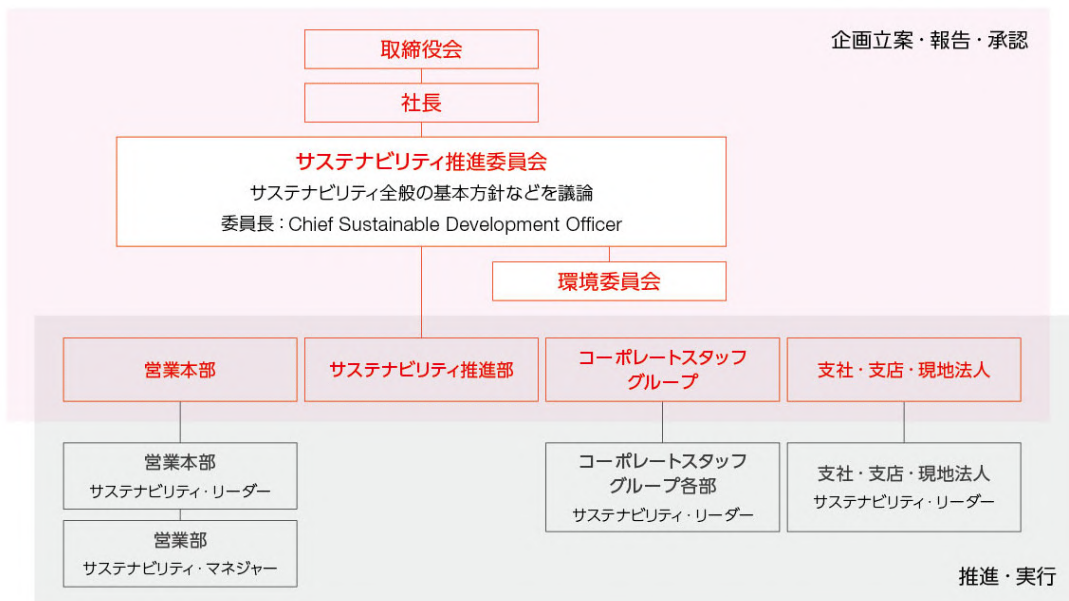 企画立案・報告・承認
取締役会
社長
サステナビリティ推進委員会
サステナビリティ全般の基本方針などを議論
委員長：Chief Sustainable Development Officer
環境委員会
営業本部
サステナビリティ推進部
コーポレートスタッフ
グループ
支社・支店・現地法人
営業本部
サステナビリティ・リーダー
コーポレートスタッフ
グループ各部
サステナビリティ・リーダー
支社・支店・現地法人
サステナビリティ・リーダー
営業部
サステナビリティ・マネジャー
推進・実行